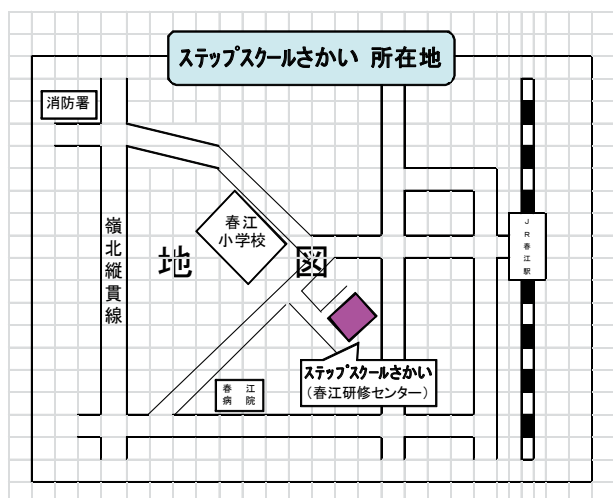 ステップスクールさかい 所在地
消防署
春江
小学校
嶺北縦貫線
地 図
JR春江駅
ステップスクールさかい
（春江研修センター）
春江
病院